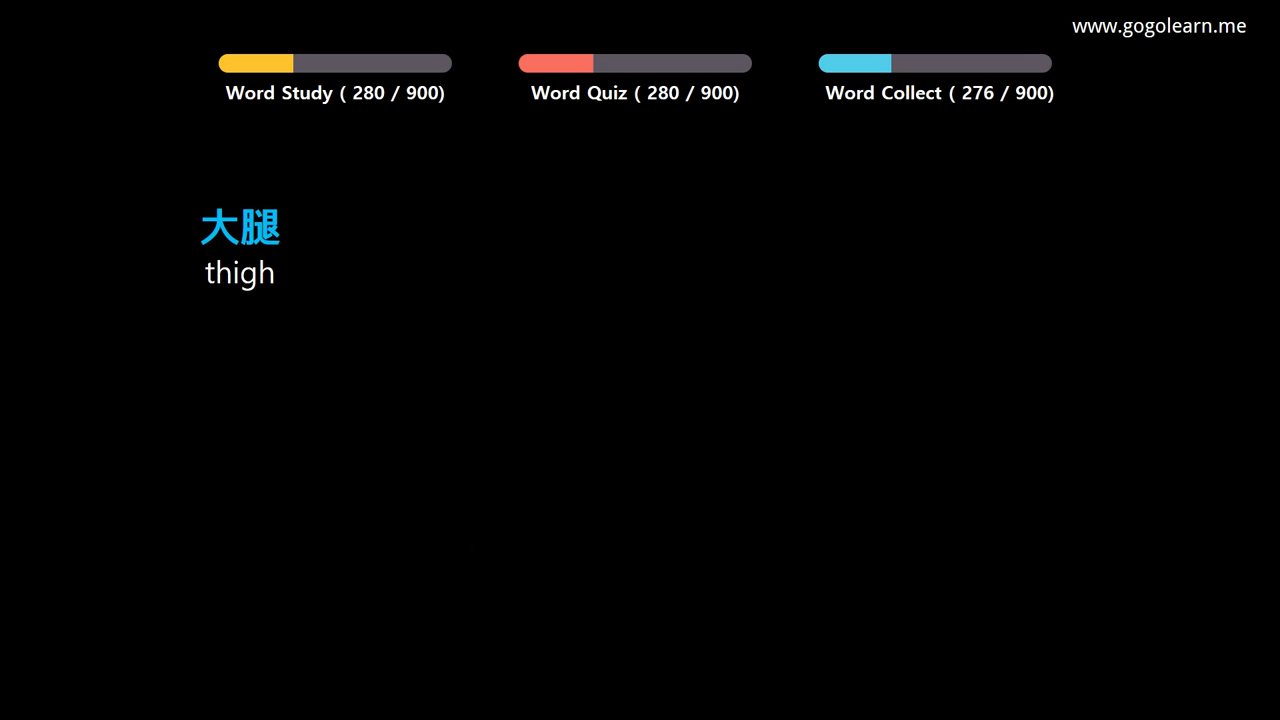 www.gogolearn.me
Word Study ( 280 / 900)
Word Quiz ( 280 / 900)
Word Collect ( 276 / 900)
大腿
thigh